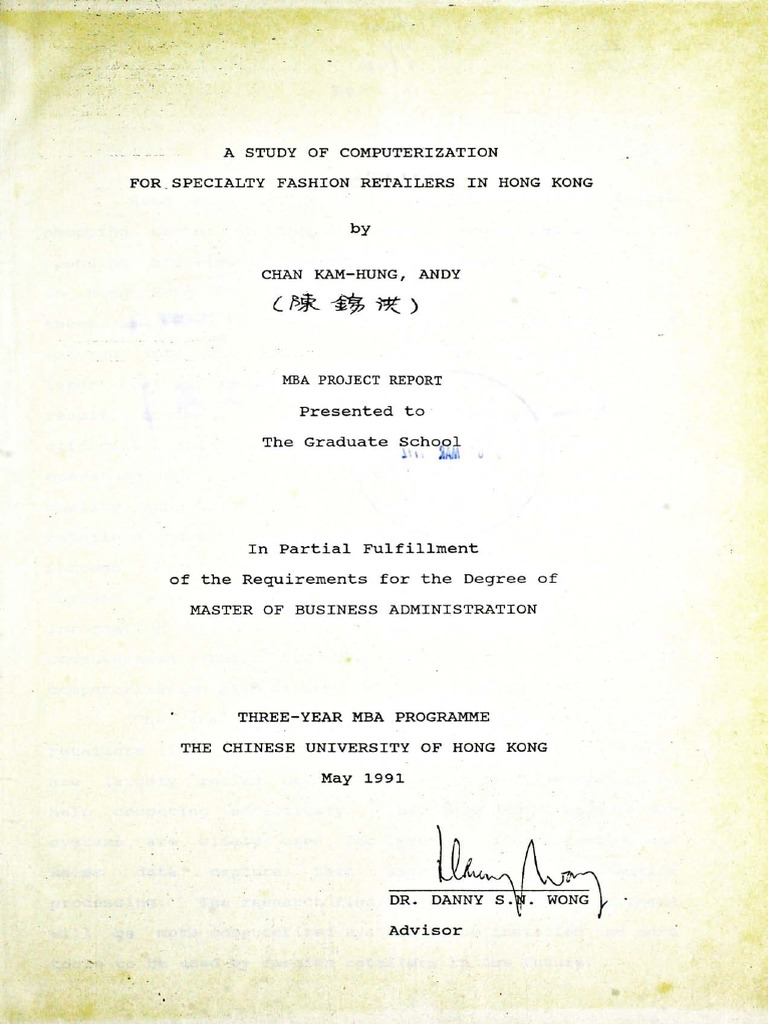 A STUDY OF COMPUTERIZATION
FOR SPECIALTY FASHION RETAILERS IN HONG KONG
by
CHAN KAM-HUNG, ANDY
(陳錦洪)
MBA PROJECT REPORT
Presented to
The Graduate School
In Partial Fulfillment
of the Requirements for the Degree of
MASTER OF BUSINESS ADMINISTRATION
THREE-YEAR MBA PROGRAMME
THE CHINESE UNIVERSITY OF HONG KONG
May 1991
Danny Wong
DR. DANNY S.N. WONG
Advisor